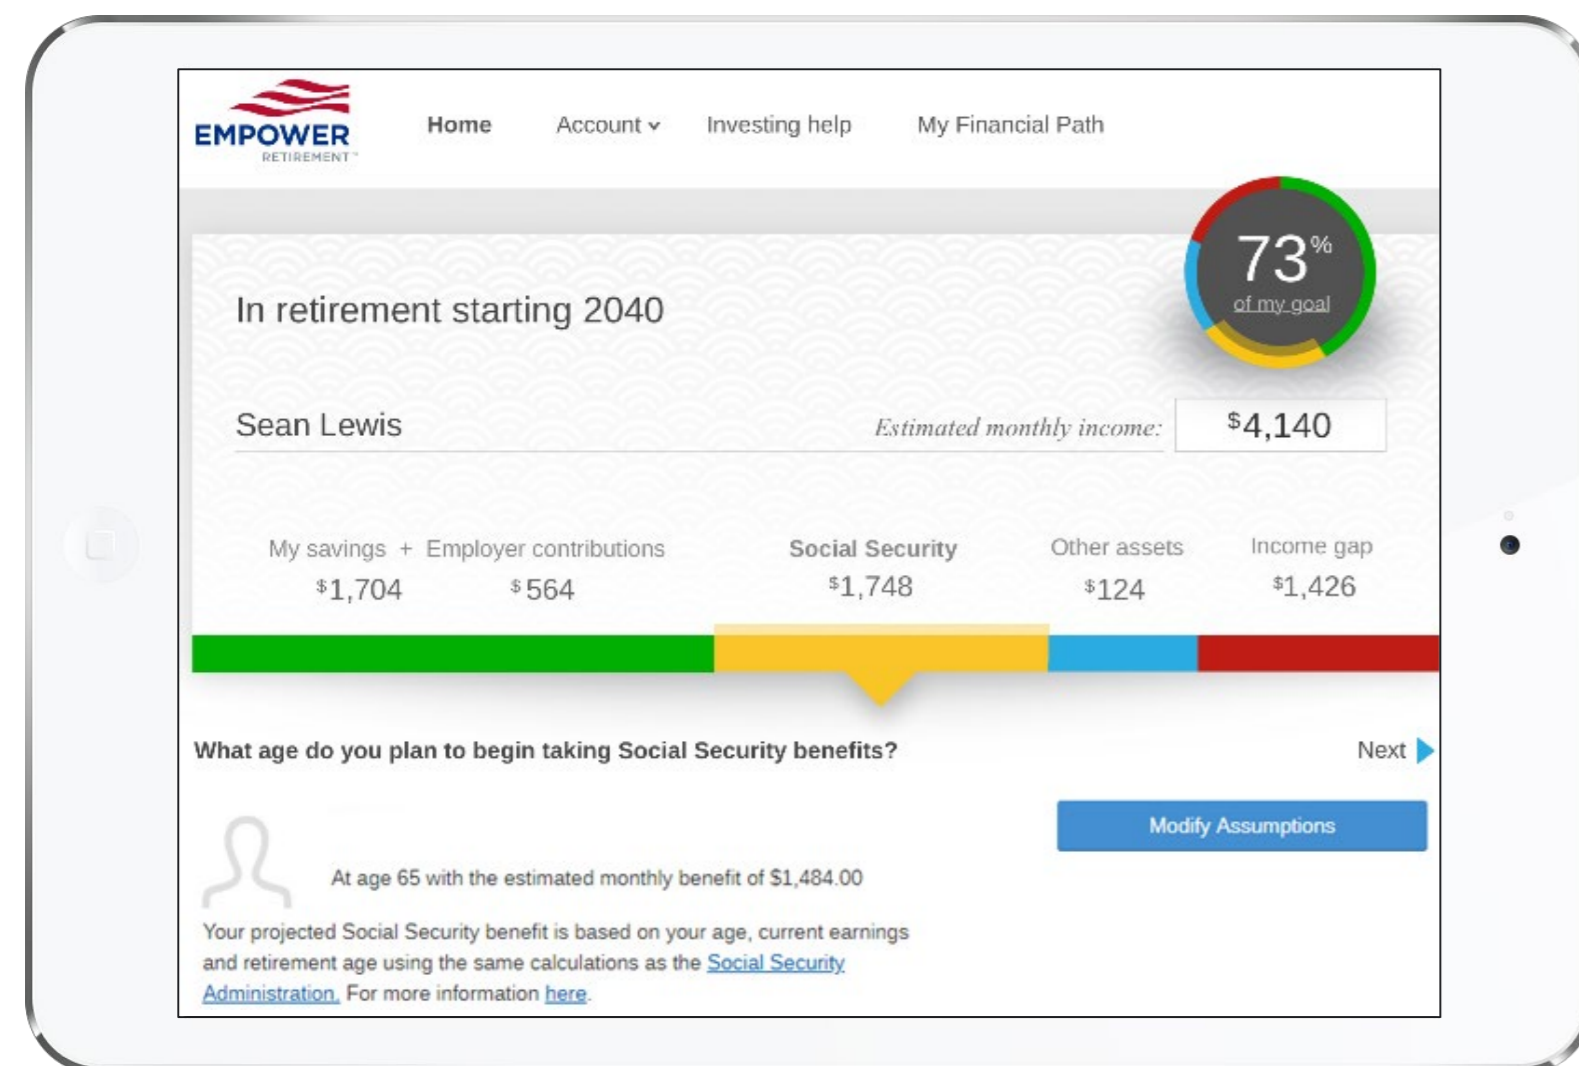 EMPOWER
RETIREMENT™
Home Account Investing help My Financial Path
73%
of my goal
In retirement starting 2040
Sean Lewis Estimated monthly income: $4,140
My savings + Employer contributions Social Security Other assets Income gap
$1,704 $564 $1,748 $124 $1,426
What age do you plan to begin taking Social Security benefits? Next
Modify Assumptions
At age 65 with the estimated monthly benefit of $1,484.00
Your projected Social Security benefit is based on your age, current earnings
and retirement age using the same calculations as the Social Security
Administration. For more information here.